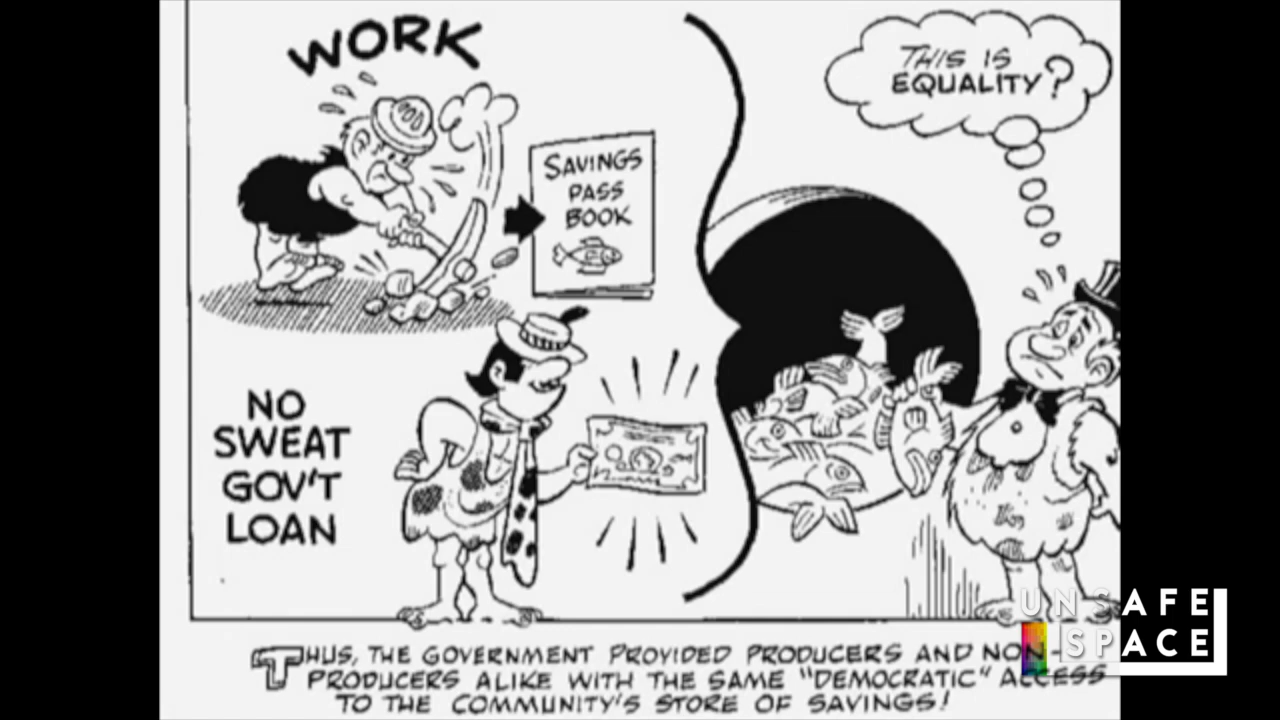 WORK
THIS IS
EQUALITY?
SAVINGS
PASS
BOOK
NO
SWEAT
GOV'T
LOAN
THUS, THE GOVERNMENT PROVIDED PRODUCERS AND NON-
PRODUCERS ALIKE WITH THE SAME "DEMOCRATIC" ACCESS
TO THE COMMUNITY'S STORE OF SAVINGS!
UNSAFE
SPACE